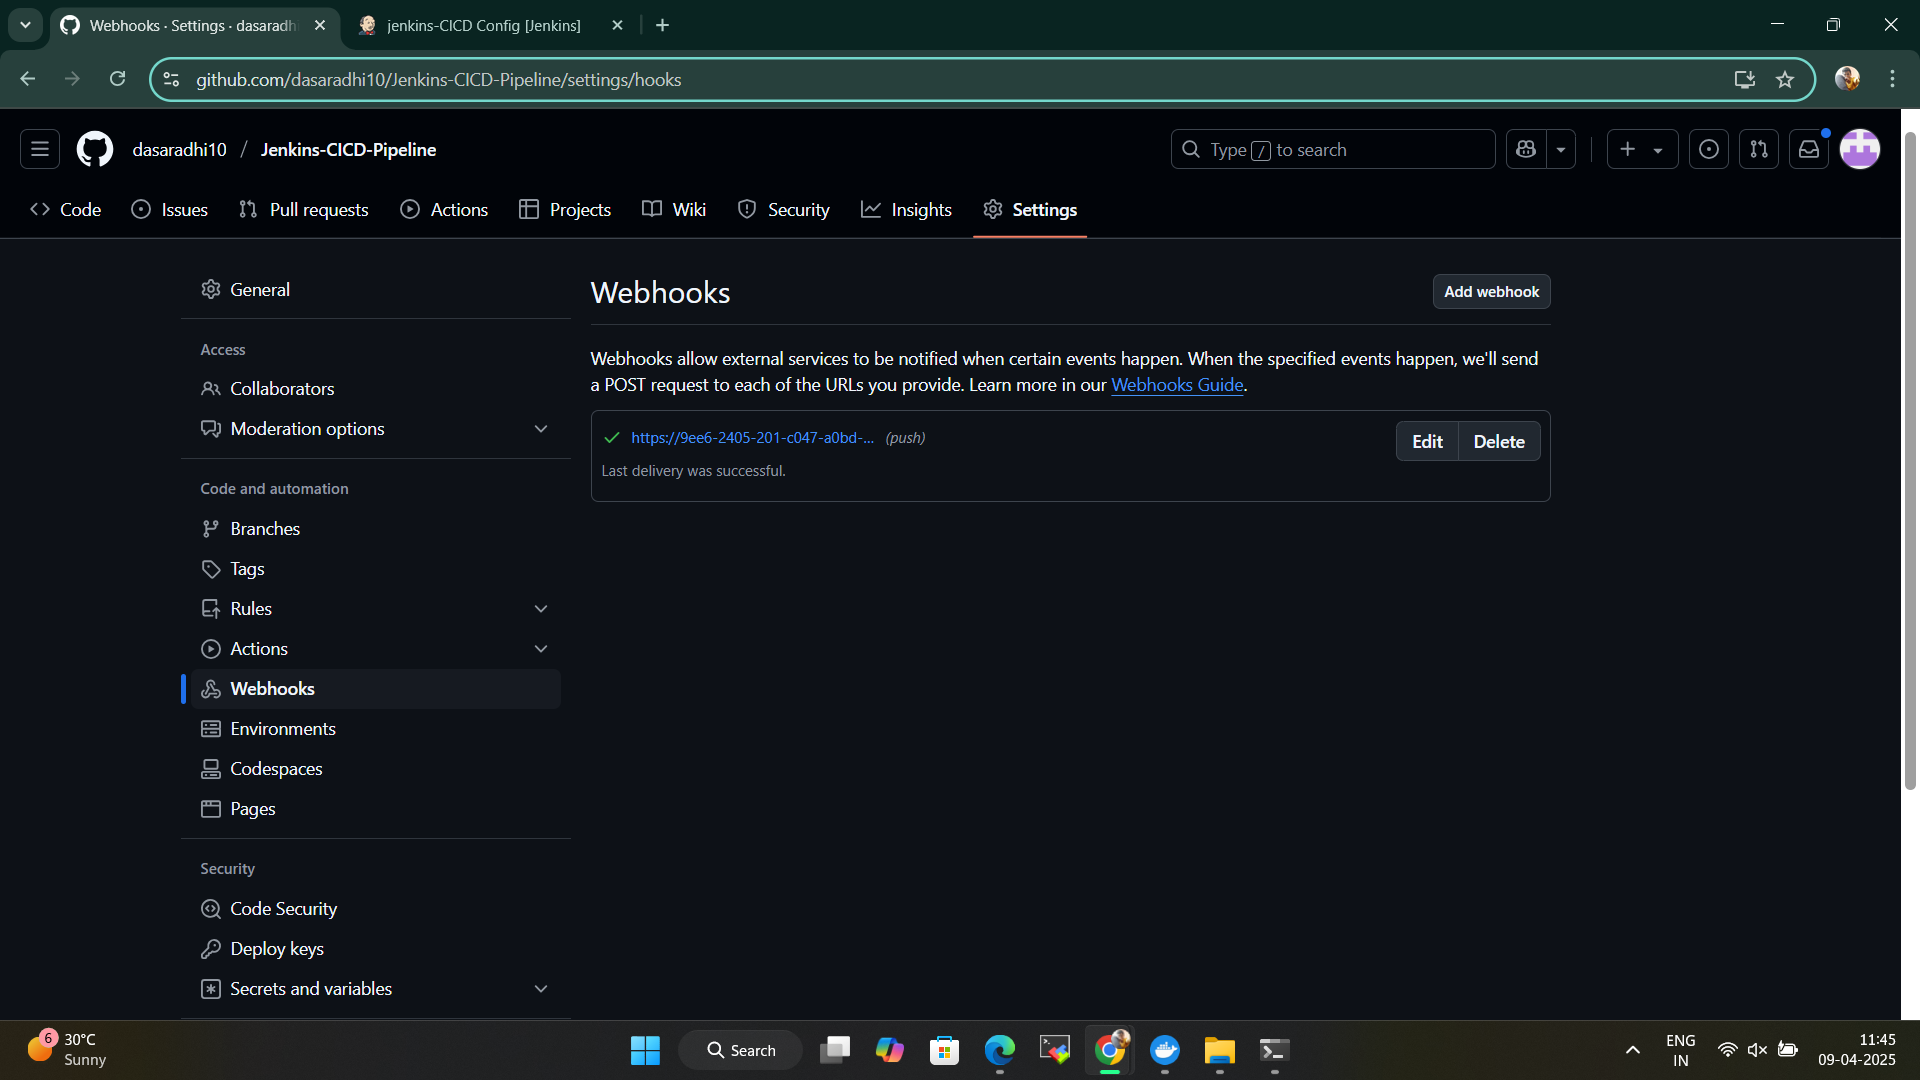 Webhooks · Settings · dasaradh
jenkins-CICD Config [Jenkins]
github.com/dasaradhi10/Jenkins-CICD-Pipeline/settings/hooks
dasaradhi10 / Jenkins-CICD-Pipeline
Type / to search
Code
Issues
Pull requests
Actions
Projects
Wiki
Security
Insights
Settings
General
Access
Collaborators
Moderation options
Code and automation
Branches
Tags
Rules
Actions
Webhooks
Environments
Codespaces
Pages
Security
Code Security
Deploy keys
Secrets and variables
Webhooks
Add webhook
Webhooks allow external services to be notified when certain events happen. When the specified events happen, we'll send
a POST request to each of the URLs you provide. Learn more in our Webhooks Guide.
https://9ee6-2405-201-c047-a0bd-... (push)
Edit
Delete
Last delivery was successful.
6
30°C
Sunny
Search
ENG
IN
11:45
09-04-2025